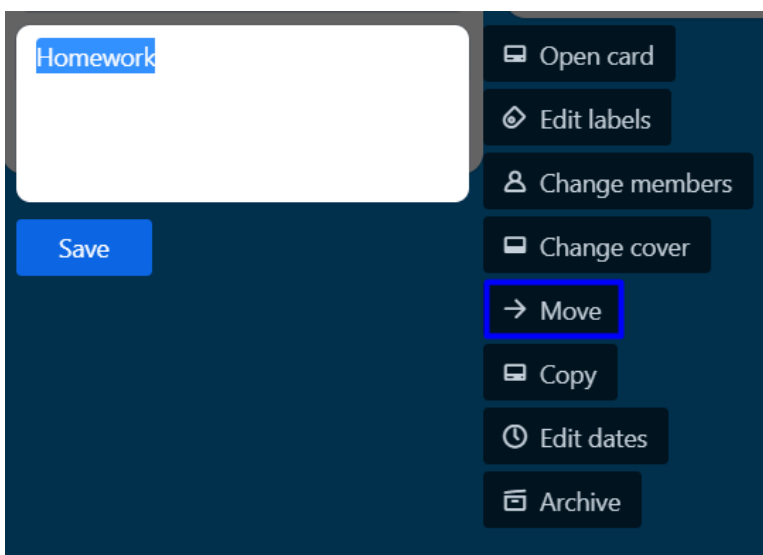 Homework
Save
Open card
Edit labels
Change members
Change cover
Move
Copy
Edit dates
Archive